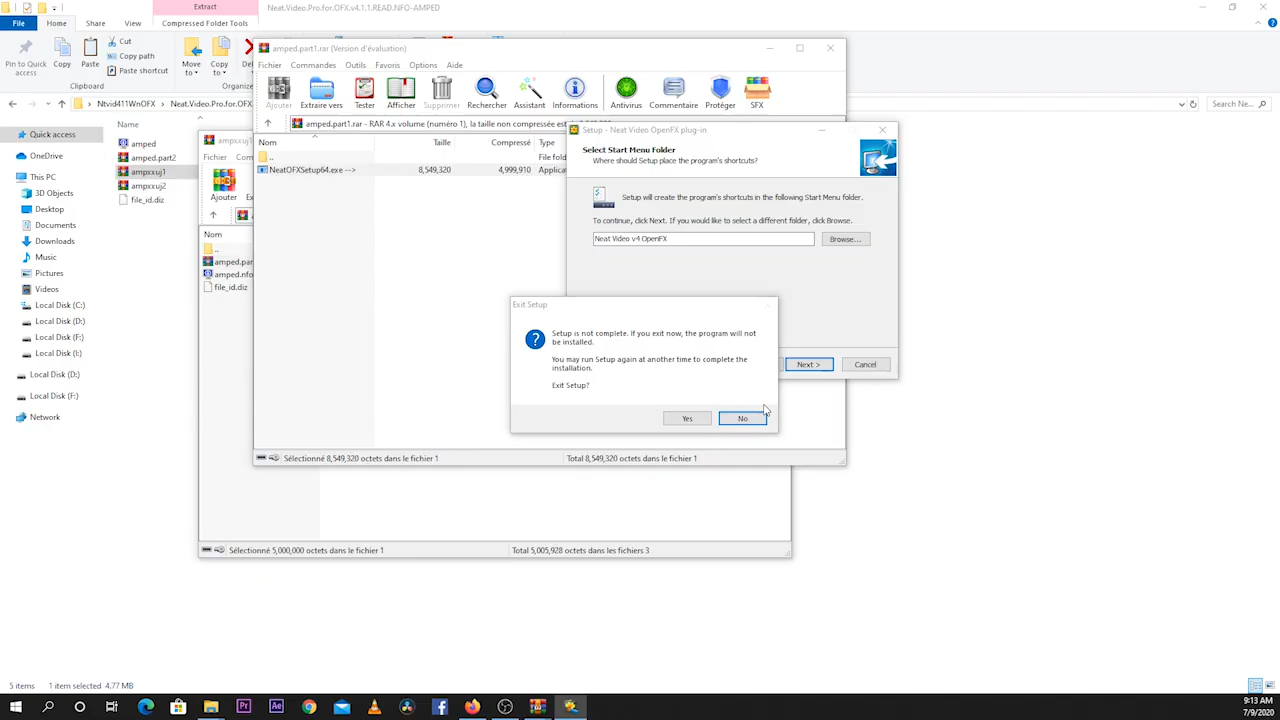 Extract
Neat.Video.Pro.for.OFX.v4.1.1.READ.NFO-AMPED
File
Home
Share
View
Compressed Folder Tools
Pin to Quick access
Copy
Paste
Cut
Copy path
Paste shortcut
Move to
Copy to
Clipboard
Organize
Ntvid411WnOFX
Neat.Video.Pro.for.OFX
Search Ne...
Quick access
OneDrive
This PC
3D Objects
Desktop
Documents
Downloads
Music
Pictures
Videos
Local Disk (C:)
Local Disk (D:)
Local Disk (F:)
Local Disk (I:)
Local Disk (D:)
Local Disk (F:)
Network
Name
amped
amped.part2
ampxxuj1
ampxxuj2
file_id.diz
Fichier
Ajouter
Nom
..
amped.par
amped.nfo
file_id.diz
Sélectionné 5,000,000 octets dans le fichier 1
Total 5,005,928 octets dans les fichiers 3
amped.part1.rar (Version d'évaluation)
Fichier
Commandes
Outils
Favoris
Options
Aide
Ajouter
Extraire vers
Tester
Afficher
Supprimer
Rechercher
Assistant
Informations
Antivirus
Commentaire
Protéger
SFX
amped.part1.rar - RAR 4.x volume (numéro 1), la taille non compressée est
Nom
Taille
Compressé
Type
..
File fold
NeatOFXSetup64.exe -->
8,549,320
4,999,910
Applica
Sélectionné 8,549,320 octets dans le fichier 1
Total 8,549,320 octets dans le fichier 1
Setup - Neat Video OpenFX plug-in
Select Start Menu Folder
Where should Setup place the program's shortcuts?
Setup will create the program's shortcuts in the following Start Menu folder.
To continue, click Next. If you would like to select a different folder, click Browse.
Neat Video v4 OpenFX
Browse...
Next >
Cancel
Exit Setup
Setup is not complete. If you exit now, the program will not
be installed.
You may run Setup again at another time to complete the
installation.
Exit Setup?
Yes
No
5 items
1 item selected 4.77 MB
9:13 AM
7/9/2020